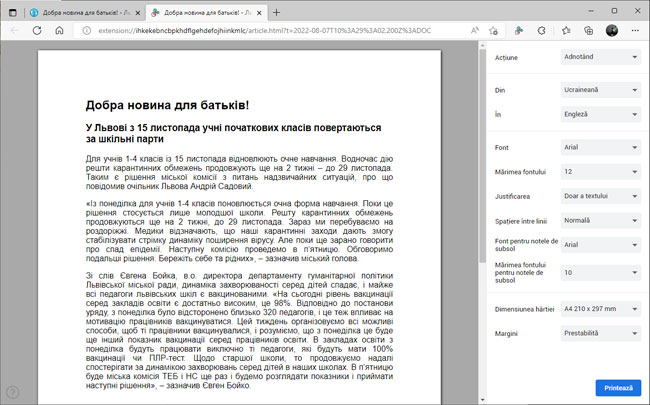 Добра новина для батьків! - Л
Добра новина для батьків! - Л
extension://ihkekebncbpkhdflgehdefojhiinkmlc/article.html?t=2022-08-07T10%3A29%3A02.200Z%3ADOC
Добра новина для батьків!
У Львові з 15 листопада учні початкових класів повертаються
за шкільні парти
Для учнів 1-4 класів із 15 листопада відновлюють очне навчання. Водночас дію
решти карантинних обмежень продовжують ще на 2 тижні – до 29 листопада.
Таким є рішення міської комісії з питань надзвичайних ситуацій, про що
повідомив очільник Львова Андрій Садовий.
«Із понеділка для учнів 1-4 класів поновлюється очна форма навчання. Поки це
рішення стосується лише молодшої школи. Решту карантинних обмежень
продовжуються ще на 2 тижні, до 29 листопада. Зараз ми перебуваємо на
роздоріжжі. Медики відзначають, що наші карантинні заходи дають змогу
стабілізувати стрімку динаміку поширення вірусу. Але поки ще зарано говорити
про спад епідемії. Наступну комісію проведемо в п'ятницю. Обговоримо
подальші рішення. Бережіть себе та рідних», – зазначив міський голова.
Зі слів Євгена Бойка, в.о. директора департаменту гуманітарної політики
Львівської міської ради, динаміка захворюваності серед дітей спадає, і майже
всі педагоги львівських шкіл є вакцинованими. «На сьогодні рівень вакцинації
серед закладів освіти є достатньо високим, це 98%. Відповідно до постанови
уряду, з понеділка було відсторонено близько 320 педагогів, і це теж впливає на
мотивацію працівників вакцинуватися. Цей тиждень організовуємо всі можливі
способи, щоб ті працівники вакцинувалися, і розуміємо, що з понеділка це буде
ще інший показник вакцинації серед працівників освіти. В закладах освіти з
понеділка будуть працювати виключно ті педагоги, які будуть мати 100%
вакцинації чи ПЛР-тест. Щодо старшої школи, то продовжуємо надалі
спостерігати за динамікою захворювань серед дітей в наших школах. В п'ятницю
буде міська комісія ТЕБ і НС ще раз і будемо розглядати показники і приймати
наступні рішення», – зазначив Євген Бойко.
Acțiune
Adnotând
Din
Ucraineană
În
Engleză
Font
Arial
Mărimea fontului
12
Justificarea
Doar a textului
Spațiere între linii
Normală
Font pentru notele de
subsol
Arial
Mărimea fontului
pentru notele de
subsol
10
Dimensiunea hârtiei
A4 210 x 297 mm
Margini
Prestabilită
Printează